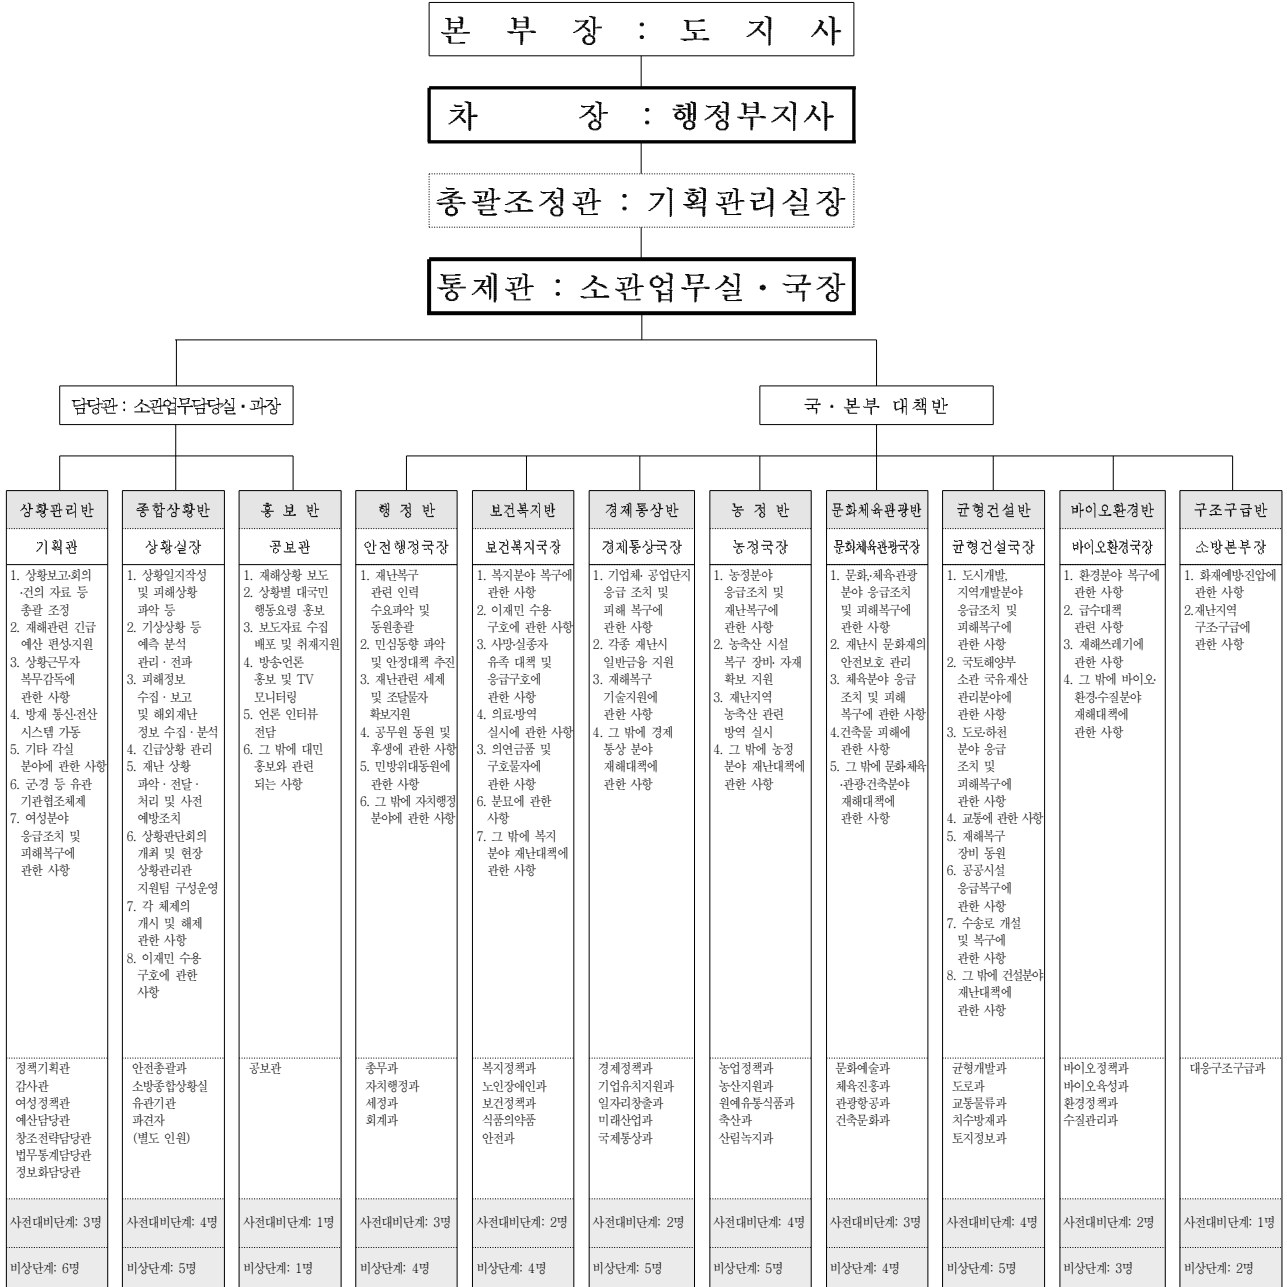 본 부 장 : 도 지 사
차 장 : 행정부지사
총괄조정관 : 기획관리실장
통제관 : 소관업무실・국장
담당관 : 소관업무담당실・과장
국・본부 대책반
상황관리반
기획관
1. 상황보고·회의
·건의 자료 등
총괄 조정
2. 재해관련 긴급
예산 편성·지원
3. 상황근무자
복무감독에
관한 사항
4. 방재 통신·전산
시스템 가동
5. 기타 각실
분야에 관한 사항
6. 군·경 등 유관
기관협조체제
7. 여성분야
응급조치 및
피해복구에
관한 사항
정책기획관
감사관
여성정책관
예산담당관
창조전략담당관
법무통계담당관
정보화담당관
사전대비단계: 3명
비상단계: 6명
종합상황반
상황실장
1. 상황일지작성
및 피해상황
파악 등
2. 기상상황 등
예측 분석
관리 · 전파
3. 피해정보
수집 · 보고
및 해외재난
정보 수집 · 분석
4. 긴급상황 관리
5. 재난 상황
파악 · 전달 ·
처리 및 사전
예방조치
6. 상황판단회의
개최 및 현장
상황관리관
지원팀 구성운영
7. 각 체제의
개시 및 해제
관한 사항
8. 이재민 수용
구호에 관한
사항
안전총괄과
소방종합상황실
유관기관
파견자
(별도 인원)
사전대비단계: 4명
비상단계: 5명
홍 보 반
공보관
1. 재해상황 보도
2. 상황별 대국민
행동요령 홍보
3. 보도자료 수집
배포 및 취재지원
4. 방송·언론
홍보 및 TV
모니터링
5. 언론 인터뷰
전담
6. 그 밖에 대민
홍보와 관련
되는 사항
공보관
사전대비단계: 1명
비상단계: 1명
행 정 반
안전행정국장
1. 재난복구
관련 인력
수요파악 및
동원총괄
2. 민심동향 파악
및 안정대책 추진
3. 재난관련 세제
및 조달물자
확보지원
4. 공무원 동원 및
후생에 관한 사항
5. 민방위대동원에
관한 사항
6. 그 밖에 자치행정
분야에 관한 사항
총무과
자치행정과
세정과
회계과
사전대비단계: 3명
비상단계: 4명
보건복지반
보건복지국장
1. 복지분야 복구에
관한 사항
2. 이재민 수용
구호에 관한 사항
3. 사망·실종자
유족 대책 및
응급구호에
관한 사항
4. 의료·방역
실시에 관한 사항
3. 의연금품 및
구호물자에
관한 사항
6. 분묘에 관한
사항
7. 그 밖에 복지
분야 재난대책에
관한 사항
복지정책과
노인장애인과
보건정책과
식품의약품
안전과
사전대비단계: 2명
비상단계: 4명
경제통상반
경제통상국장
1. 기업체· 공업단지
응급 조치 및
피해 복구에
관한 사항
2. 각종 재난시
일반금융 지원
3. 재해복구
기술지원에
관한 사항
4. 그 밖에 경제
통상 분야
재해대책에
관한 사항
경제정책과
기업유치지원과
일자리창출과
미래산업과
국제통상과
사전대비단계: 2명
비상단계: 5명
농 정 반
농정국장
1. 농정분야
응급조치 및
재난복구에
관한 사항
2. 농축산 시설
복구 장비· 자재
확보 지원
3. 재난지역
농축산 관련
방역 실시
4. 그 밖에 농정
분야 재난대책에
관한 사항
농업정책과
농산지원과
원예유통식품과
축산과
산림녹지과
사전대비단계: 4명
비상단계: 5명
문화체육관광반
문화체육관광국장
1. 문화,·체육·관광
분야 응급조치
및 피해복구에
관한 사항
2. 재난시 문화재의
안전보호 관리
3. 체육분야 응급
조치 및 피해
복구에 관한 사항
4.건축물 피해에
관한 사항
5. 그 밖에 문화·체육
·관광·건축분야
재해대책에
관한 사항
문화예술과
체육진흥과
관광항공과
건축문화과
사전대비단계: 3명
비상단계: 4명
균형건설반
균형건설국장
1. 도시개발,
지역개발분야
응급조치 및
피해복구에
관한 사항
2. 국토해양부
소관 국유재산
관리분야에
관한 사항
3. 도로·하천
분야 응급
조치 및
피해복구에
관한 사항
4. 교통에 관한 사항
5. 재해복구
장비 동원
6. 공공시설
응급복구에
관한 사항
7. 수송로 개설
및 복구에
관한 사항
8. 그 밖에 건설분야
재난대책에
관한 사항
균형개발과
도로과
교통물류과
치수방재과
토지정보과
사전대비단계: 4명
비상단계: 5명
바이오환경반
바이오환경국장
1. 환경분야 복구에
관한 사항
2. 급수대책
관련 사항
3. 재해쓰레기에
관한 사항
4. 그 밖에 바이오·
환경·수질분야
재해대책에
관한 사항
바이오정책과
바이오육성과
환경정책과
수질관리과
사전대비단계: 2명
비상단계: 3명
구조구급반
소방본부장
1. 화재예방·진압에
관한 사항
2.재난지역
구조·구급에
관한 사항
대응구조구급과
사전대비단계: 1명
비상단계: 2명